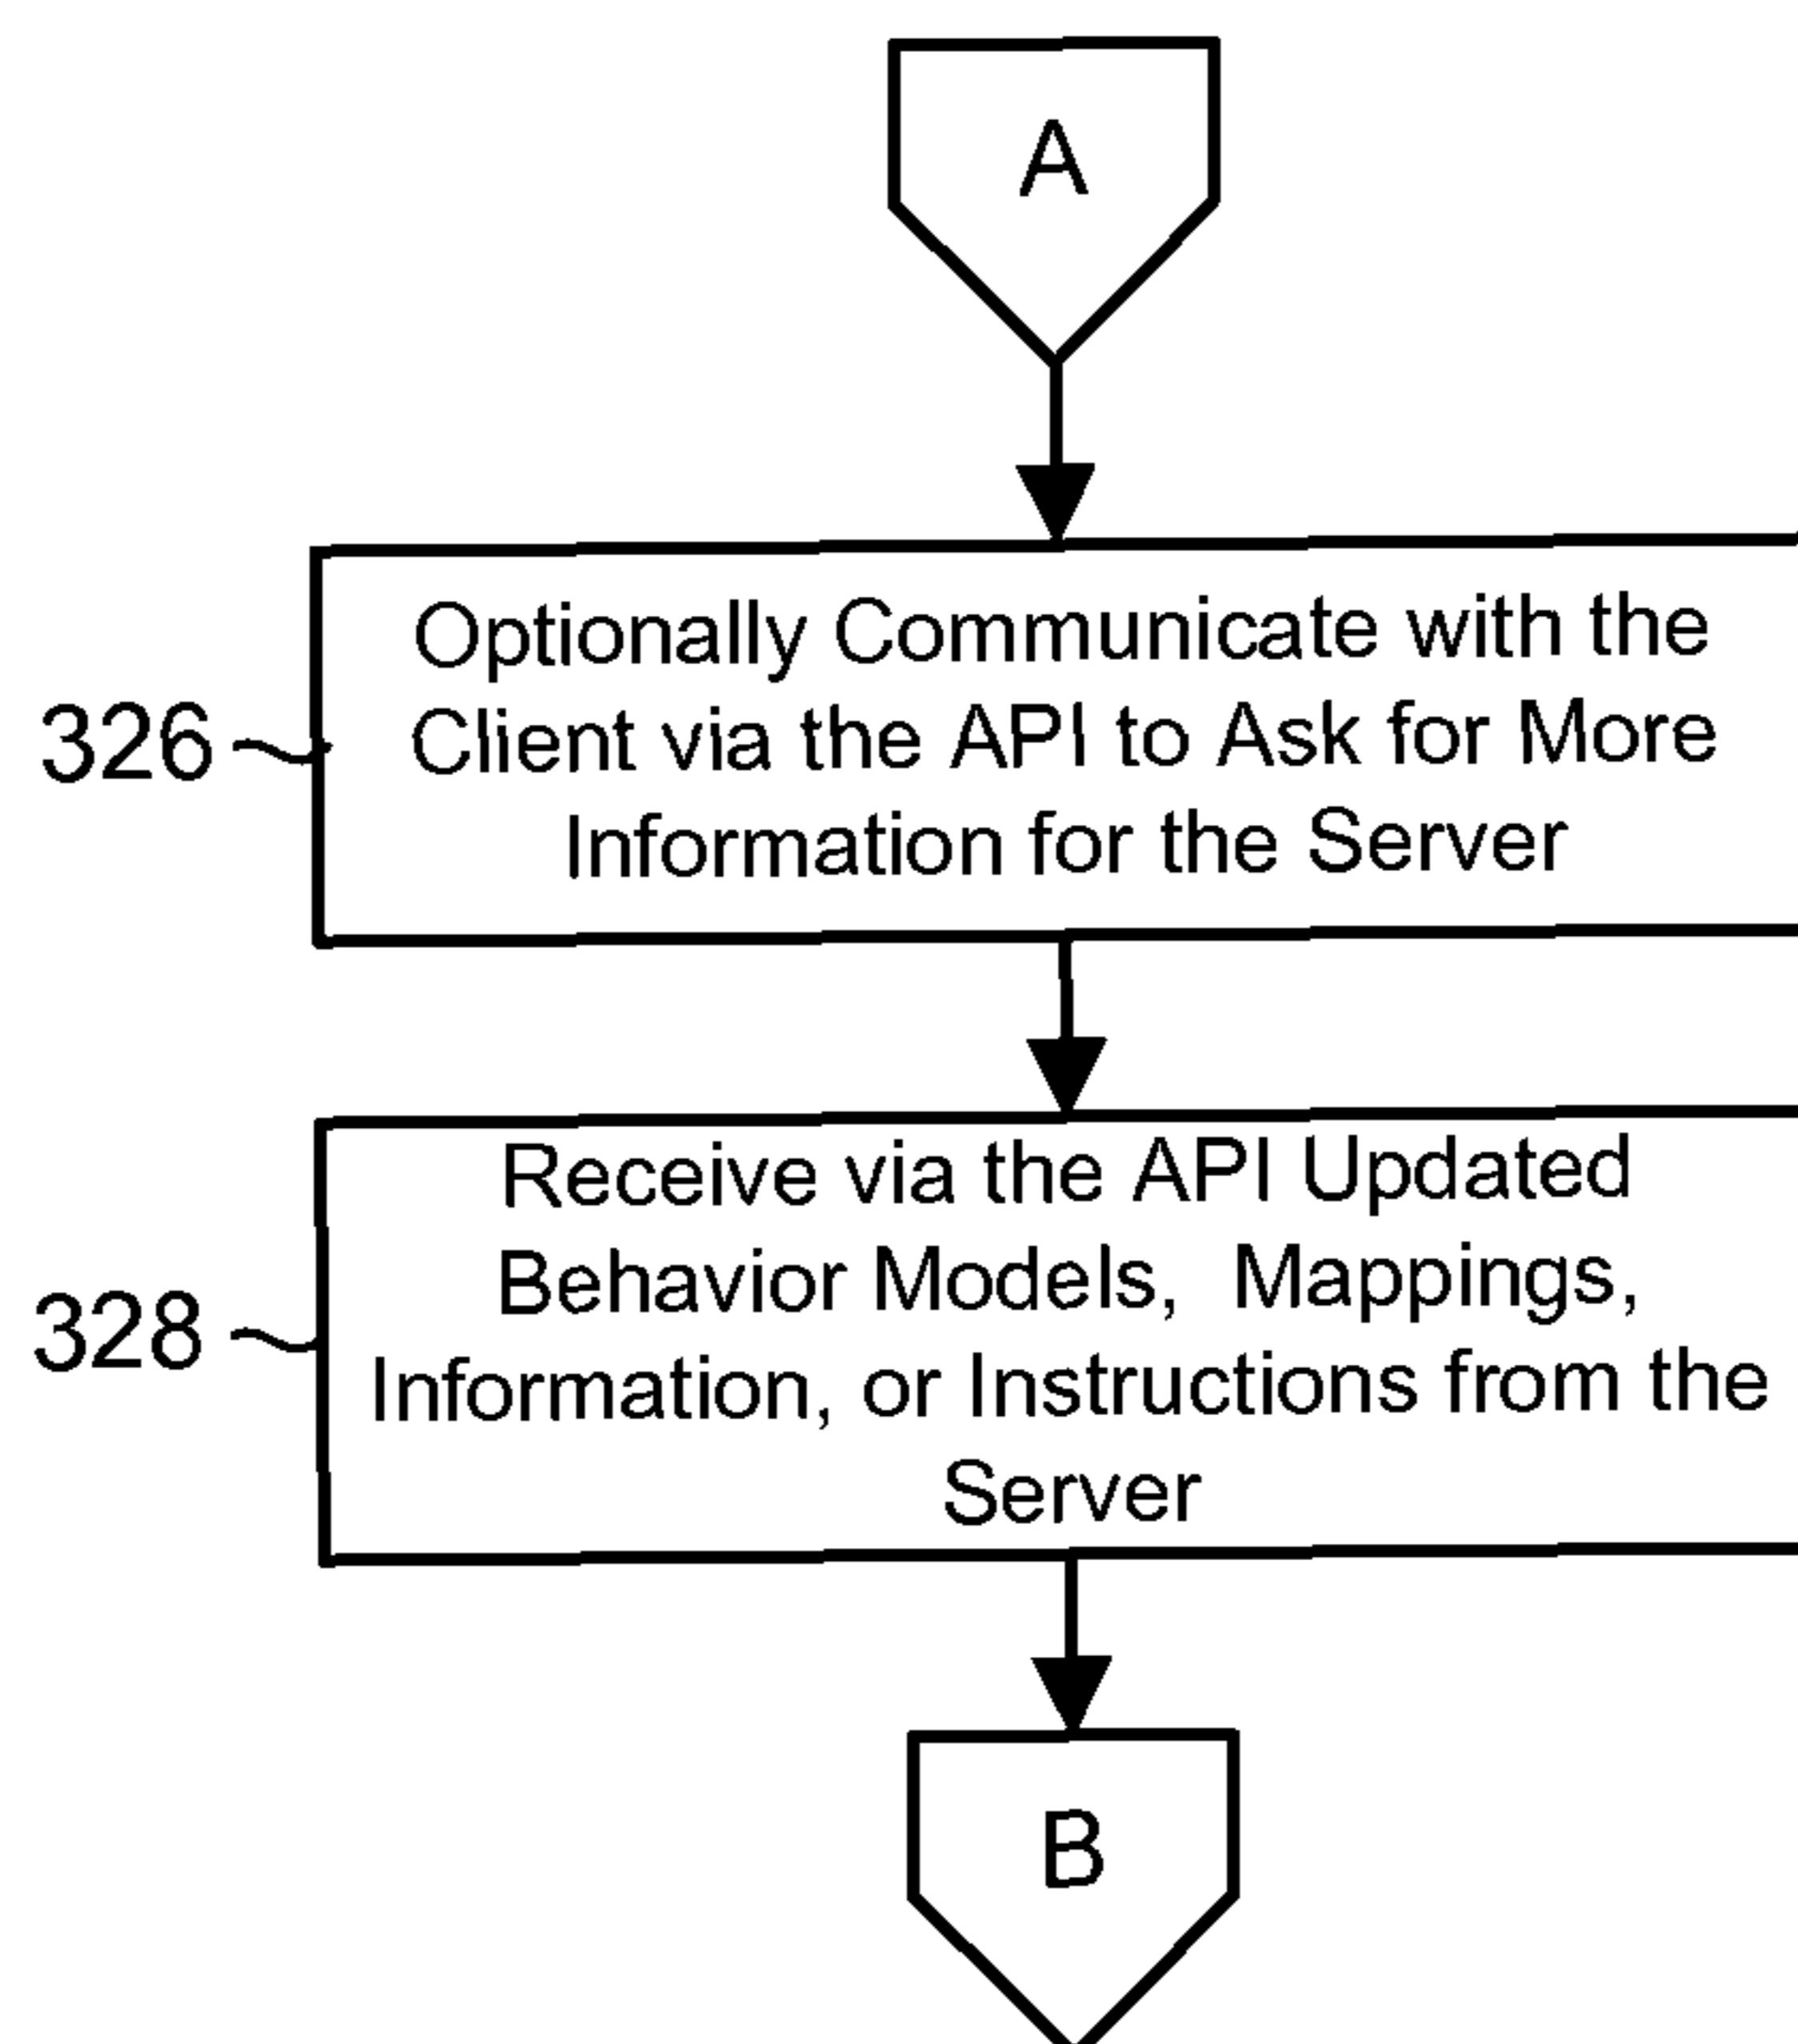 A
Optionally Communicate with the
Client via the API to Ask for More
Information for the Server
326
Receive via the API Updated
Behavior Models, Mappings,
Information, or Instructions from the
Server
328
B